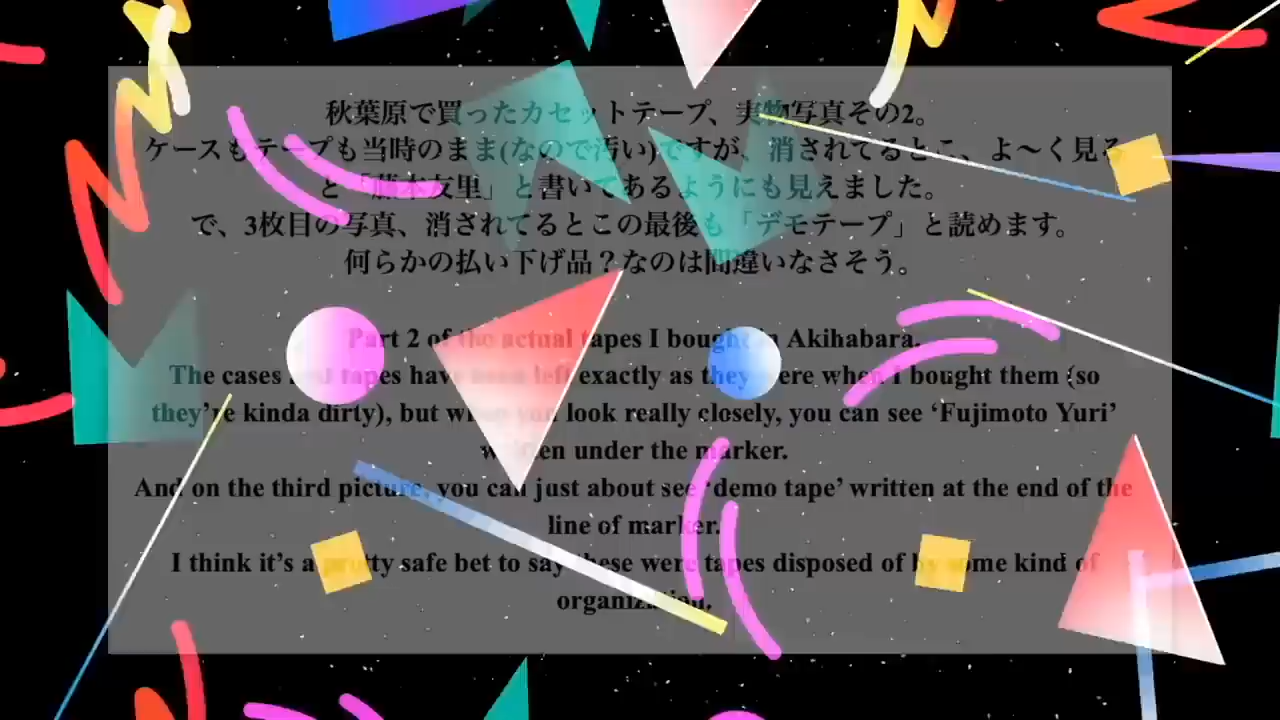 秋葉原で買ったカセットテープ、実物写真その2。
ケースもテープも当時のまま(なので汚い)ですが、消されてるとこ、よ〜く見る
と「藤本友里」と書いてあるようにも見えました。
で、3枚目の写真、消されてるとこの最後も「デモテープ」と読めます。
何らかの払い下げ品？なのは間違いなさそう。
Part 2 of the actual tapes I bought in Akihabara.
The cases and tapes have been left exactly as they were when I bought them (so
they’re kinda dirty), but when you look really closely, you can see ‘Fujimoto Yuri’
written under the marker.
And on the third picture, you can just about see ‘demo tape’ written at the end of the
line of marker.
I think it’s a pretty safe bet to say these were tapes disposed of by some kind of
organization.